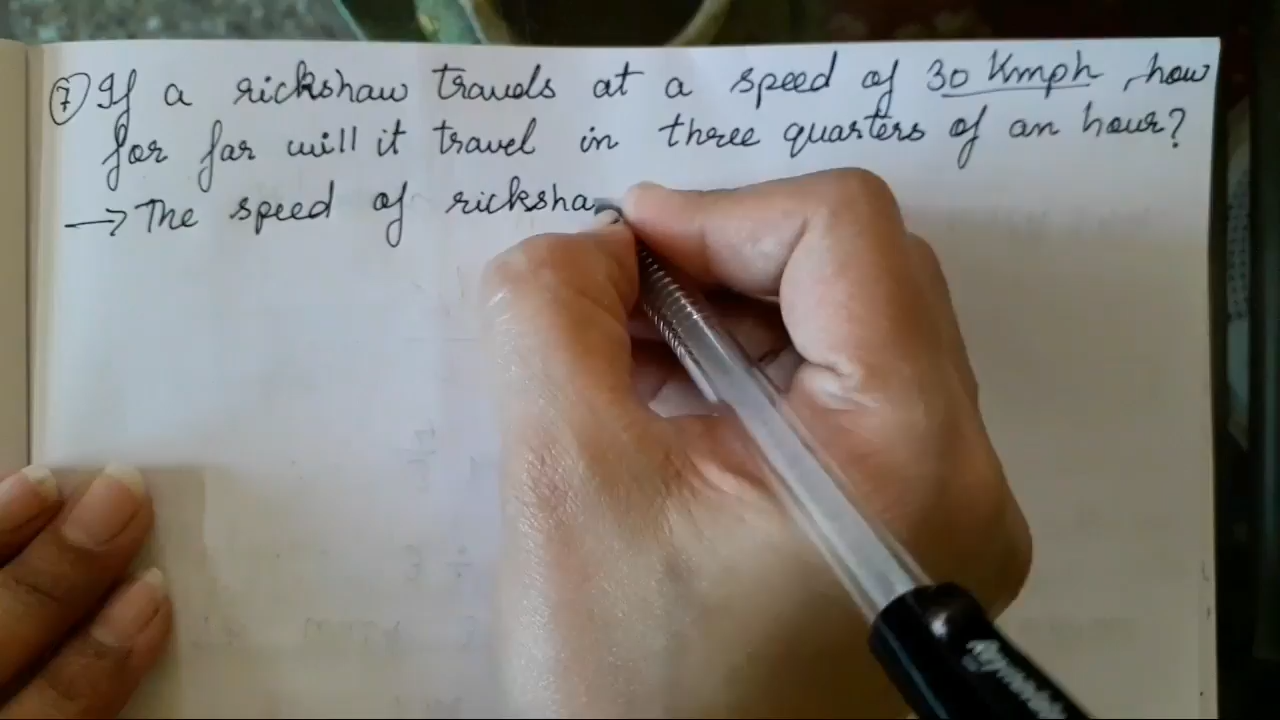 7 If a rickshaw travels at a speed of 30 Kmph, how
for far will it travel in three quarters of an hour?
→ The speed of ricksha